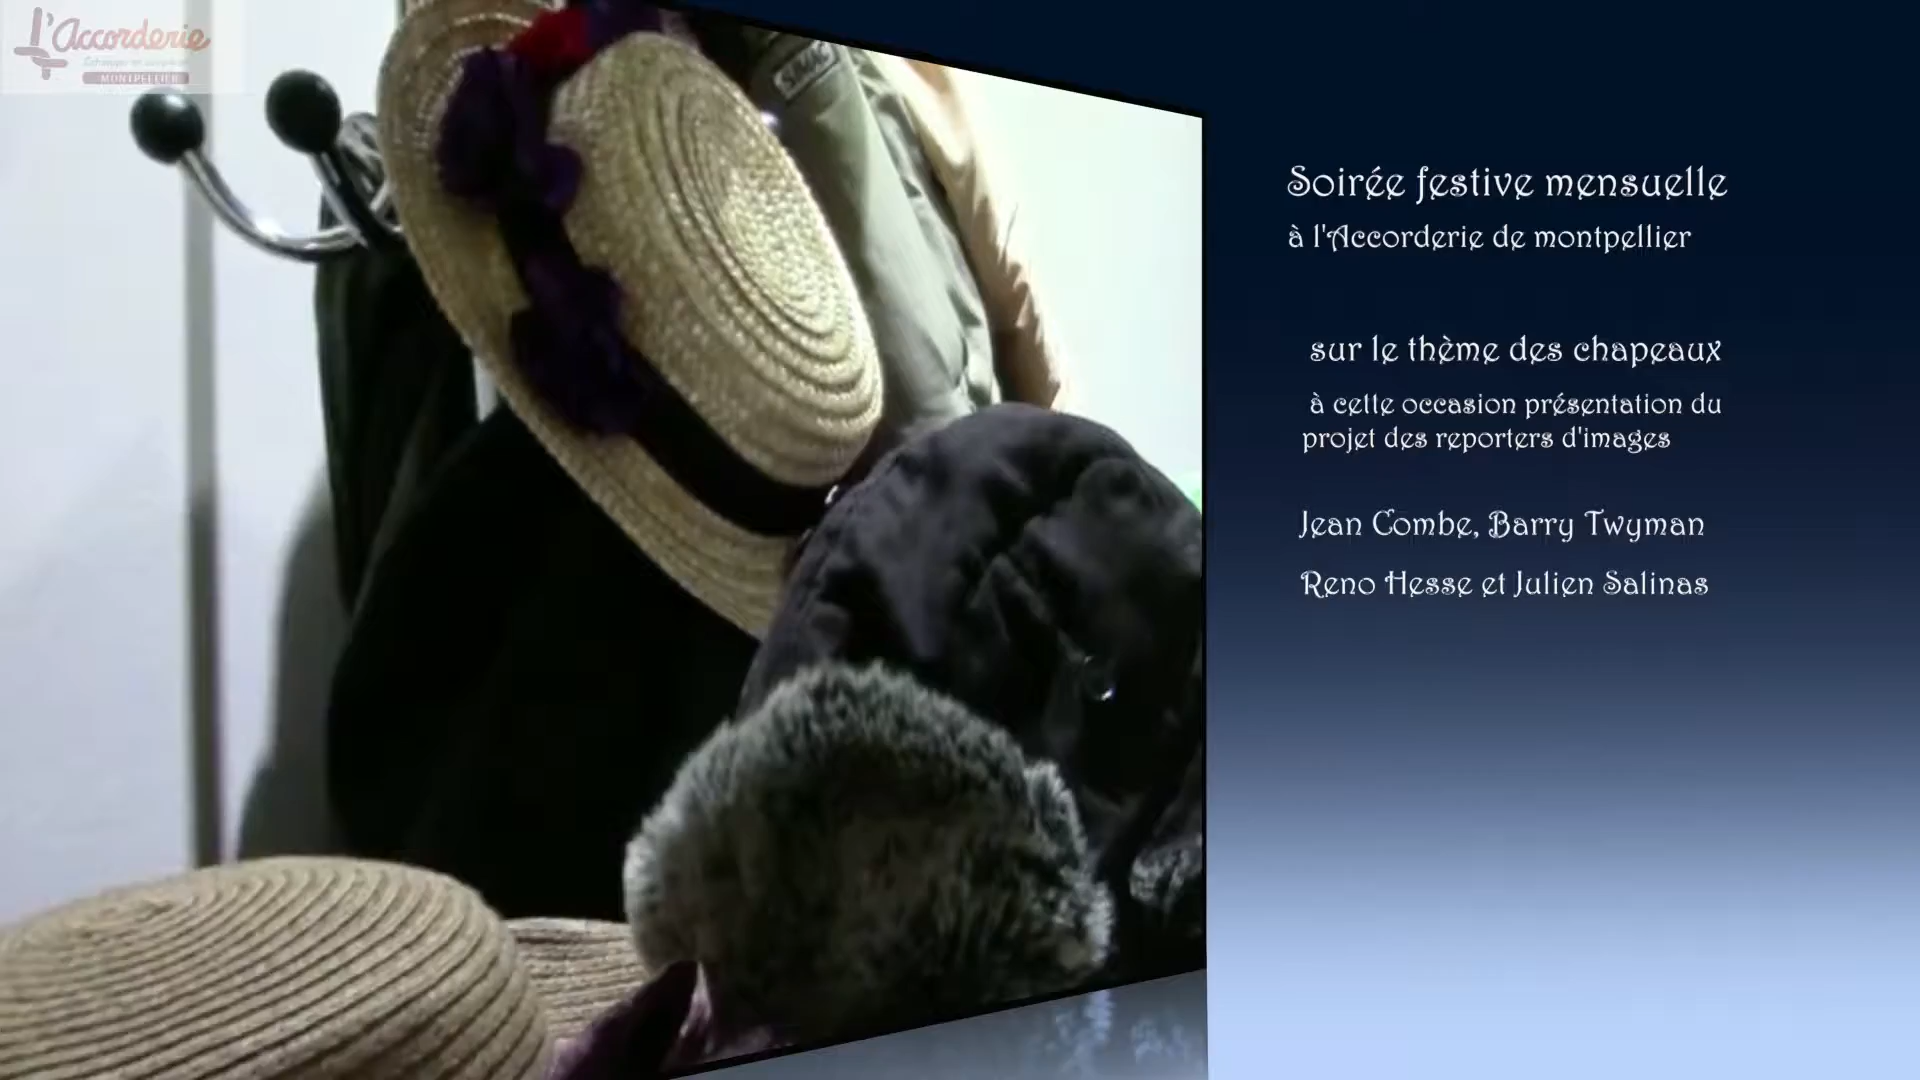 l'Accorderie
MONTPELLIER
Soirée festive mensuelle
à l'Accorderie de montpellier
sur le thème des chapeaux
à cette occasion présentation du
projet des reporters d'images
Jean Combe, Barry Twyman
Reno Hesse et Julien Salinas